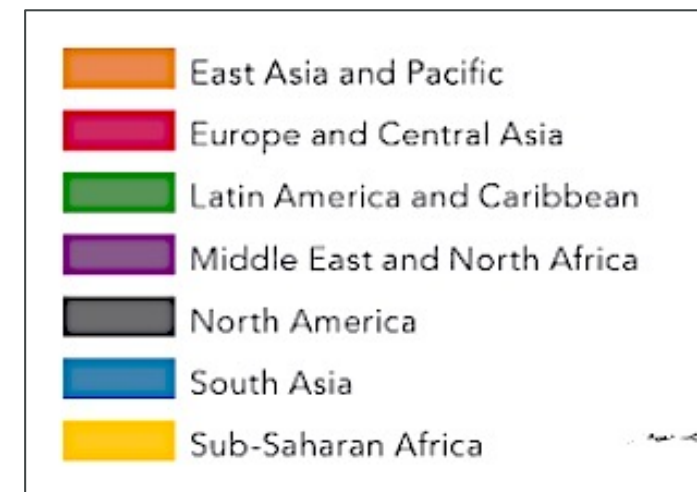 East Asia and Pacific
Europe and Central Asia
Latin America and Caribbean
Middle East and North Africa
North America
South Asia
Sub-Saharan Africa